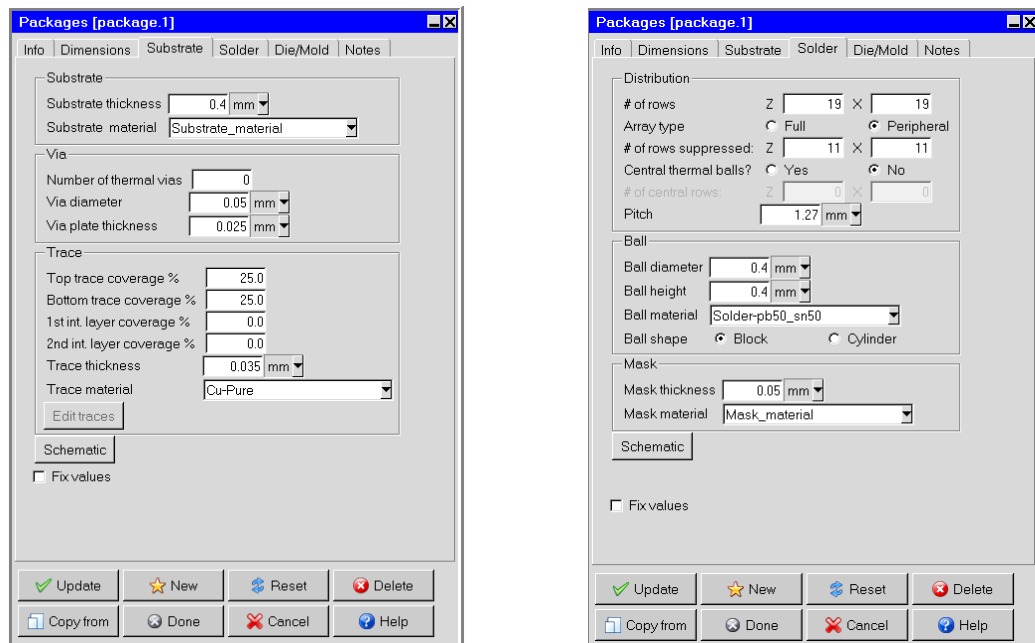 Packages [package.1]
Info Dimensions Substrate Solder Die/Mold Notes
Substrate
Substrate thickness 0.4 mm
Substrate material Substrate_material
Via
Number of thermal vias 0
Via diameter 0.05 mm
Via plate thickness 0.025 mm
Trace
Top trace coverage % 25.0
Bottom trace coverage % 25.0
1st int. layer coverage % 0.0
2nd int. layer coverage % 0.0
Trace thickness 0.035 mm
Trace material Cu-Pure
Edit traces
Schematic
Fix values
Update New Reset Delete
Copy from Done Cancel Help
Packages [package.1]
Info Dimensions Substrate Solder Die/Mold Notes
Distribution
# of rows Z 19 X 19
Array type Full Peripheral
# of rows suppressed: Z 11 X 11
Central thermal balls? Yes No
# of central rows: Z 0 X 0
Pitch 1.27 mm
Ball
Ball diameter 0.4 mm
Ball height 0.4 mm
Ball material Solder-pb50_sn50
Ball shape Block Cylinder
Mask
Mask thickness 0.05 mm
Mask material Mask_material
Schematic
Fix values
Update New Reset Delete
Copy from Done Cancel Help